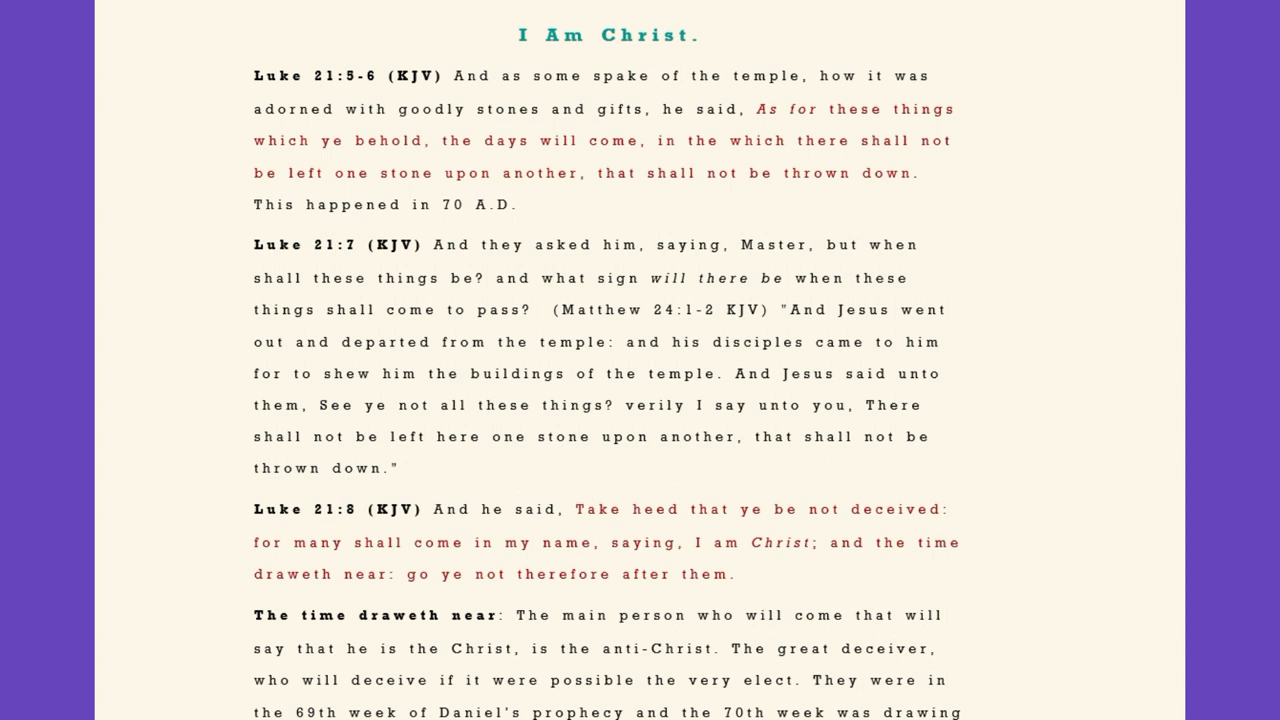 I Am Christ.
Luke 21:5-6 (KJV) And as some spake of the temple, how it was
adorned with goodly stones and gifts, he said, As for these things
which ye behold, the days will come, in the which there shall not
be left one stone upon another, that shall not be thrown down.
This happened in 70 A.D.
Luke 21:7 (KJV) And they asked him, saying, Master, but when
shall these things be? and what sign will there be when these
things shall come to pass?  (Matthew 24:1-2 KJV) "And Jesus went
out and departed from the temple: and his disciples came to him
for to shew him the buildings of the temple. And Jesus said unto
them, See ye not all these things? verily I say unto you, There
shall not be left here one stone upon another, that shall not be
thrown down."
Luke 21:8 (KJV) And he said, Take heed that ye be not deceived:
for many shall come in my name, saying, I am Christ; and the time
draweth near: go ye not therefore after them.
The time draweth near: The main person who will come that will
say that he is the Christ, is the anti-Christ. The great deceiver,
who will deceive if it were possible the very elect. They were in
the 69th week of Daniel's prophecy and the 70th week was drawing